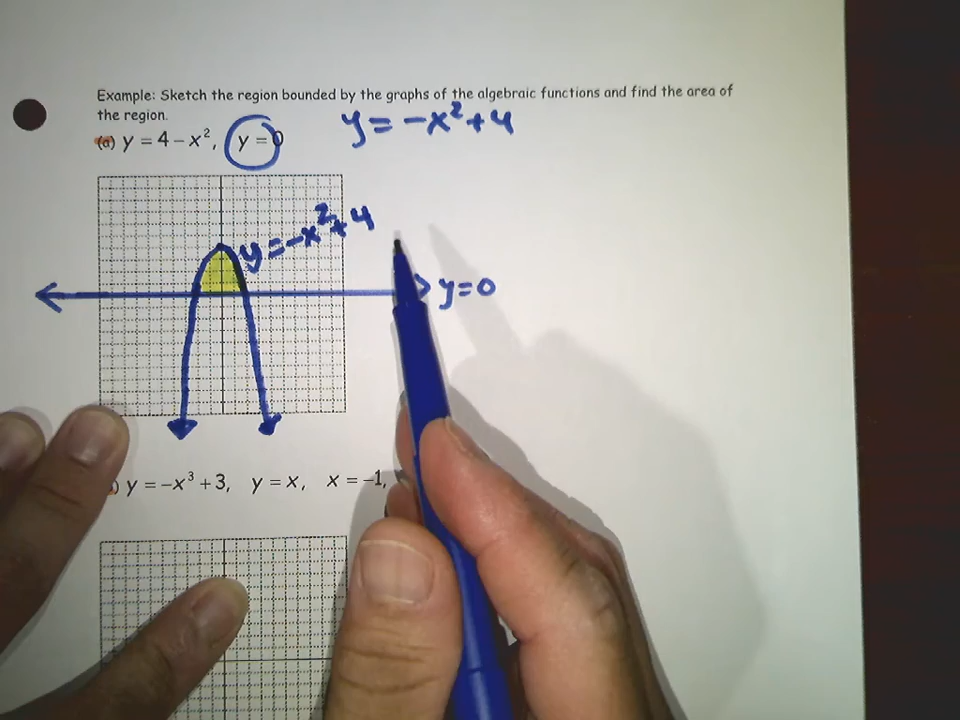 Example: Sketch the region bounded by the graphs of the algebraic functions and find the area of
the region.
(a) y = 4 - x², y = 0
y = -x² + 4
y = -x² + 4
y = 0
) y = -x³ + 3, y = x, x = -1,